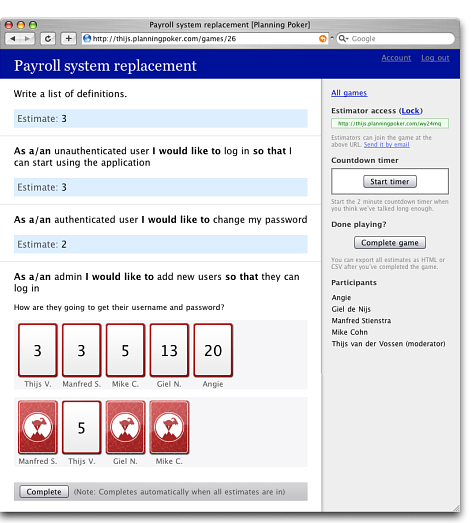 Payroll system replacement [Planning Poker]
http://thijs.planningpoker.com/games/26
Google
Payroll system replacement
Account Log out
Write a list of definitions.
Estimate: 3
As a/an unauthenticated user I would like to log in so that I
can start using the application
Estimate: 3
As a/an authenticated user I would like to change my password
Estimate: 2
As a/an admin I would like to add new users so that they can
log in
How are they going to get their username and password?
3 3 5 13 20
Thijs V. Manfred S. Mike C. Giel N. Angie
5
Manfred S. Thijs V. Giel N. Mike C.
Complete (Note: Completes automatically when all estimates are in)
All games
Estimator access (Lock)
http://thijs.planningpoker.com/wy24mq
Estimators can join the game at
the above URL. Send it by email
Countdown timer
Start timer
Start the 2 minute countdown timer when
you think we've talked long enough.
Done playing?
Complete game
You can export all estimates as HTML or
CSV after you've completed the game.
Participants
Angie
Giel de Nijs
Manfred Stienstra
Mike Cohn
Thijs van der Vossen (moderator)